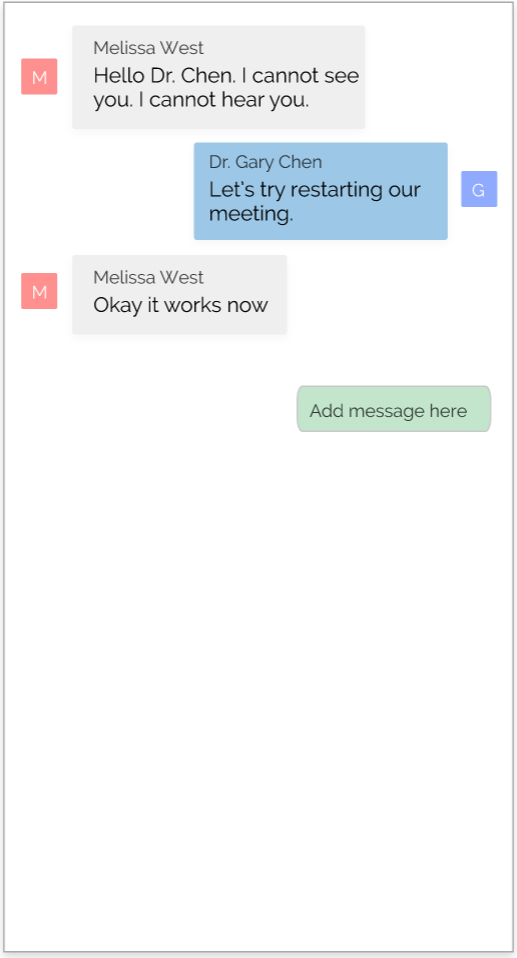 Melissa West
M
Hello Dr. Chen. I cannot see
you. I cannot hear you.
Dr. Gary Chen
Let's try restarting our
meeting.
G
Melissa West
M
Okay it works now
Add message here